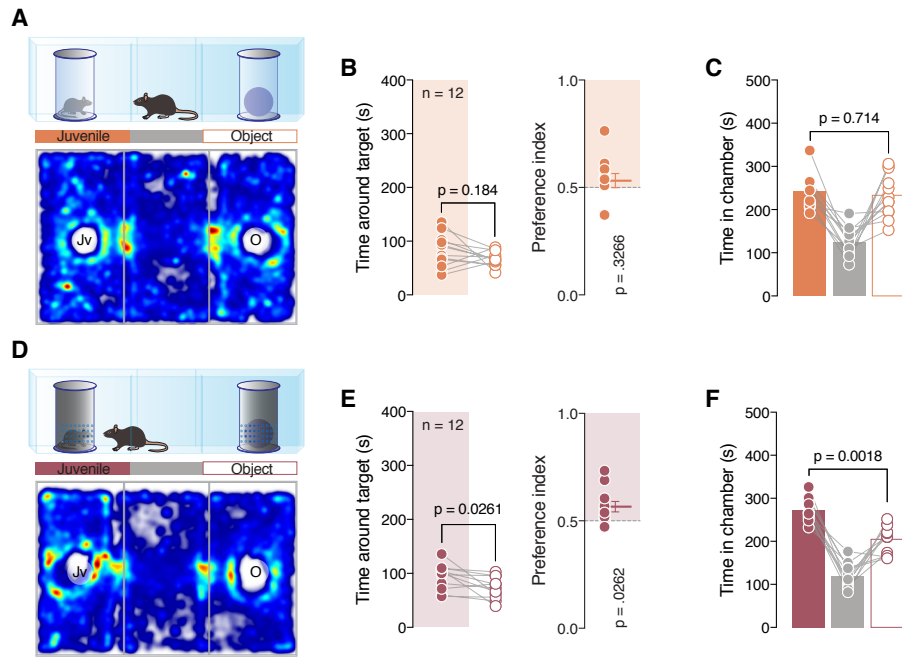 A
Juvenile
Object
Jv
O
B
Time around target (s)
400
300
200
100
0
n = 12
p = 0.184
Preference index
1.0
0.5
0.0
p = .3266
C
Time in chamber (s)
500
400
300
200
100
0
p = 0.714
D
Juvenile
Object
Jv
O
E
Time around target (s)
400
300
200
100
0
n = 12
p = 0.0261
Preference index
1.0
0.5
0.0
p = .0262
F
Time in chamber (s)
500
400
300
200
100
0
p = 0.0018